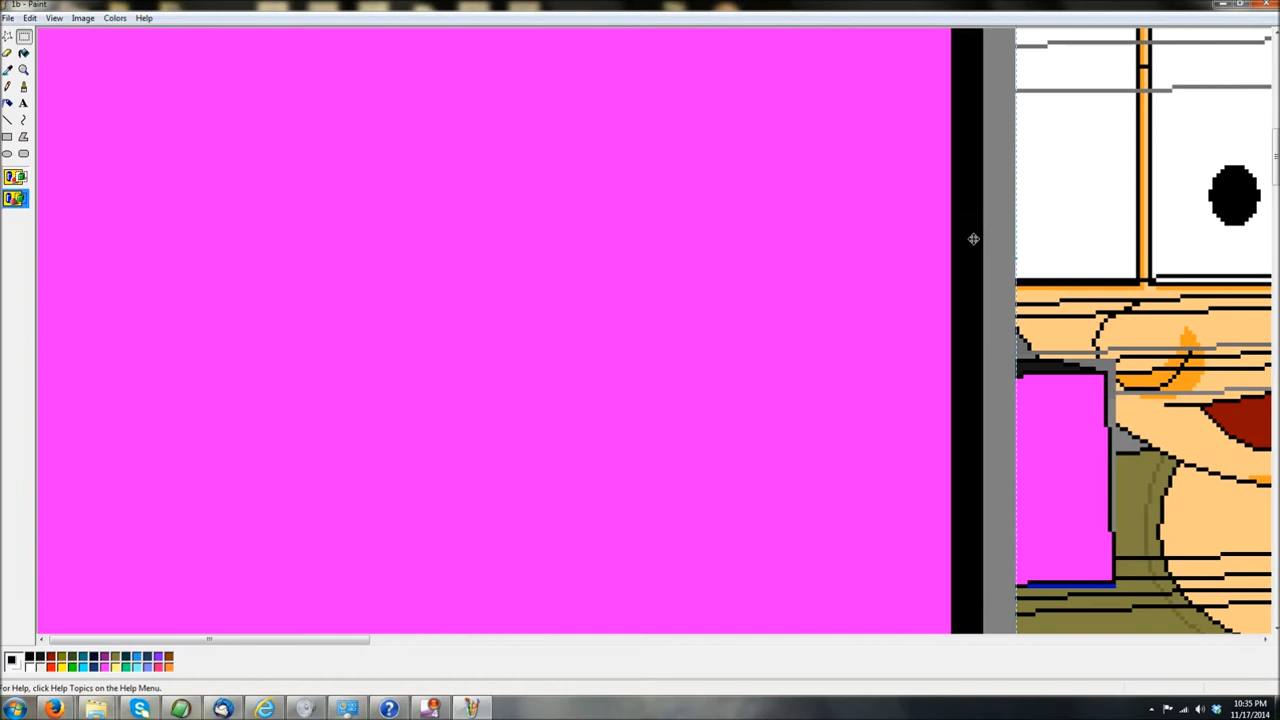 1b - Paint
File Edit View Image Colors Help
A
For Help, click Help Topics on the Help Menu.
10:35 PM
11/17/2014